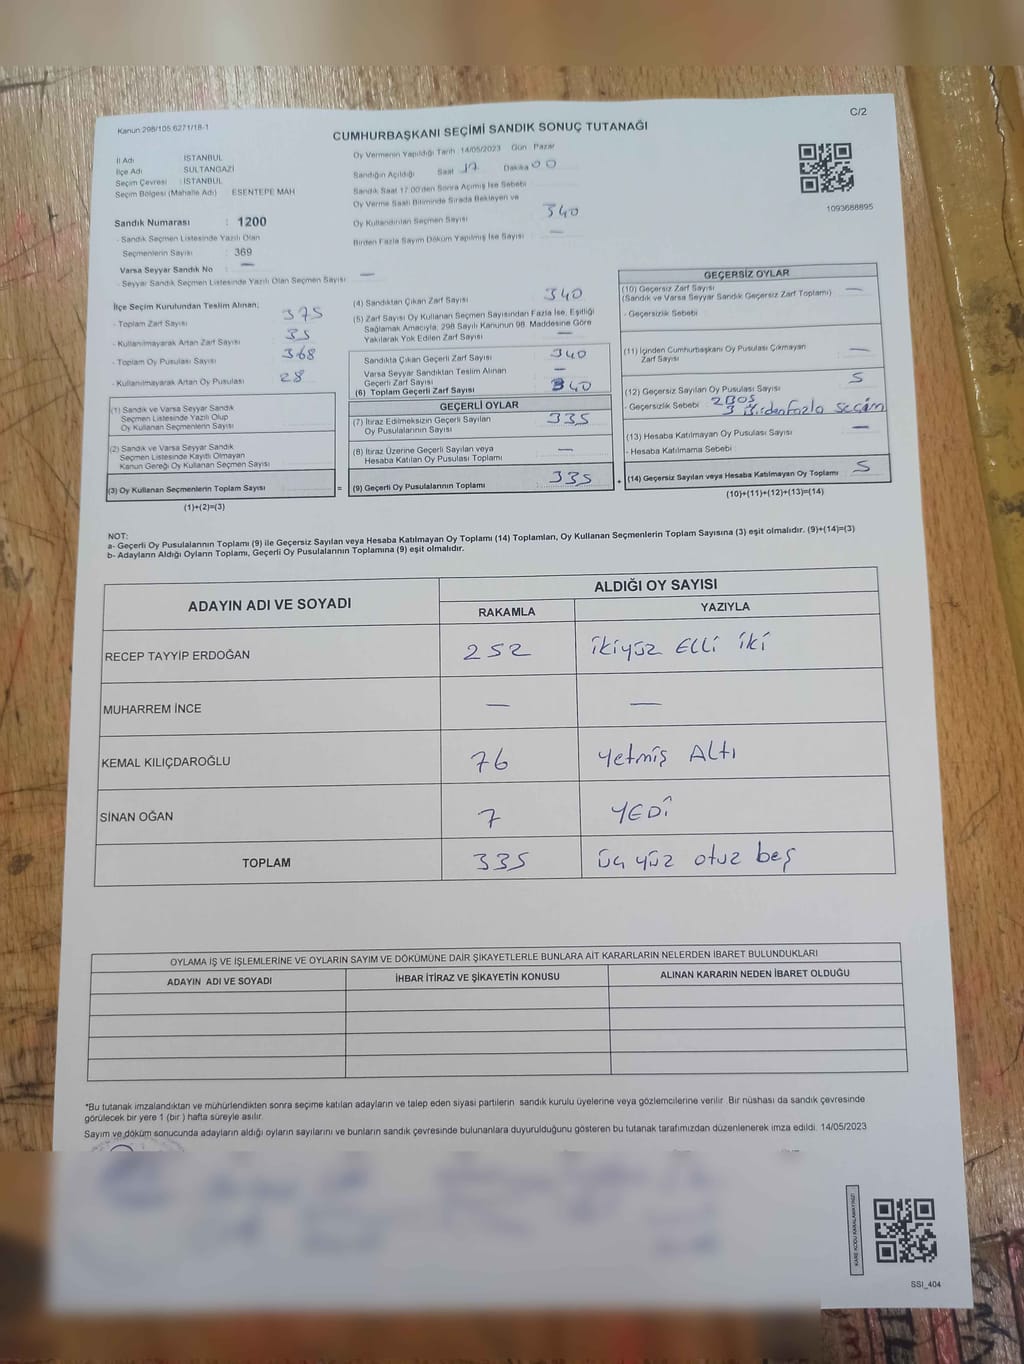 C/2
Kanun 298/105 6271/18-1
CUMHURBAŞKANI SEÇİMİ SANDIK SONUÇ TUTANAĞI
İl Adı : İSTANBUL
İlçe Adı : SULTANGAZİ
Seçim Çevresi : İSTANBUL
Seçim Bölgesi (Mahalle Adı) ESENTEPE MAH
Sandık Numarası : 1200
- Sandık Seçmen Listesinde Yazılı Olan
Seçmenlerin Sayısı : 369
Varsa Seyyar Sandık No : —
- Seyyar Sandık Seçmen Listesinde Yazılı Olan Seçmen Sayısı : —
Oy Vermenin Yapıldığı Tarih : 14/05/2023 Gün : Pazar
Sandığın Açıldığı Saat 17 Dakika 00
Sandık Saat 17:00'den Sonra Açılmış İse Sebebi
Oy Verme Saati Bitiminde Sırada Bekleyen ve
Oy Kullandırılan Seçmen Sayısı 340
Birden Fazla Sayım Döküm Yapılmış İse Sayısı : —
1093688895
İlçe Seçim Kurulundan Teslim Alınan;
- Toplam Zarf Sayısı 375
- Kullanılmayarak Artan Zarf Sayısı 35
- Toplam Oy Pusulası Sayısı 368
- Kullanılmayarak Artan Oy Pusulası 28
(1) Sandık ve Varsa Seyyar Sandık
Seçmen Listesinde Yazılı Olup
Oy Kullanan Seçmenlerin Sayısı
(2) Sandık ve Varsa Seyyar Sandık
Seçmen Listesinde Kayıtlı Olmayan
Kanun Gereği Oy Kullanan Seçmen Sayısı
(3) Oy Kullanan Seçmenlerin Toplam Sayısı
(1)+(2)=(3)
=
(4) Sandıktan Çıkan Zarf Sayısı 340
(5) Zarf Sayısı Oy Kullanan Seçmen Sayısından Fazla İse, Eşitliği
Sağlamak Amacıyla, 298 Sayılı Kanunun 98. Maddesine Göre
Yakılarak Yok Edilen Zarf Sayısı —
Sandıkta Çıkan Geçerli Zarf Sayısı 340
Varsa Seyyar Sandıktan Teslim Alınan
Geçerli Zarf Sayısı —
(6) Toplam Geçerli Zarf Sayısı 340
GEÇERLİ OYLAR
(7) İtiraz Edilmeksizin Geçerli Sayılan
Oy Pusulalarının Sayısı : 335
(8) İtiraz Üzerine Geçerli Sayılan veya
Hesaba Katılan Oy Pusulası Toplamı : —
(9) Geçerli Oy Pusulalarının Toplamı : 335
+
GEÇERSİZ OYLAR
(10) Geçersiz Zarf Sayısı —
(Sandık ve Varsa Seyyar Sandık Geçersiz Zarf Toplamı)
- Geçersizlik Sebebi
(11) İçinden Cumhurbaşkanı Oy Pusulası Çıkmayan
Zarf Sayısı —
(12) Geçersiz Sayılan Oy Pusulası Sayısı 5
- Geçersizlik Sebebi 2 BOŞ
3 Birden fazla seçim
(13) Hesaba Katılmayan Oy Pusulası Sayısı —
- Hesaba Katılmama Sebebi
(14) Geçersiz Sayılan veya Hesaba Katılmayan Oy Toplamı 5
(10)+(11)+(12)+(13)=(14)
NOT:
a- Geçerli Oy Pusulalarının Toplamı (9) ile Geçersiz Sayılan veya Hesaba Katılmayan Oy Toplamı (14) Toplamları, Oy Kullanan Seçmenlerin Toplam Sayısına (3) eşit olmalıdır. (9)+(14)=(3)
b- Adayların Aldığı Oyların Toplamı, Geçerli Oy Pusulalarının Toplamına (9) eşit olmalıdır.
ADAYIN ADI VE SOYADI
ALDIĞI OY SAYISI
RAKAMLA YAZIYLA
RECEP TAYYİP ERDOĞAN 252 ikiyüz Elli iki
MUHARREM İNCE — —
KEMAL KILIÇDAROĞLU 76 Yetmiş Altı
SİNAN OĞAN 7 YEDİ
TOPLAM 335 üç yüz otuz beş
OYLAMA İŞ VE İŞLEMLERİNE VE OYLARIN SAYIM VE DÖKÜMÜNE DAİR ŞİKAYETLERLE BUNLARA AİT KARARLARIN NELERDEN İBARET BULUNDUKLARI
ADAYIN ADI VE SOYADI İHBAR İTİRAZ VE ŞİKAYETİN KONUSU ALINAN KARARIN NEDEN İBARET OLDUĞU
*Bu tutanak imzalandıktan ve mühürlendikten sonra seçime katılan adayların ve talep eden siyasi partilerin sandık kurulu üyelerine veya gözlemcilerine verilir. Bir nüshası da sandık çevresinde
görülecek bir yere 1 (bir) hafta süreyle asılır.
Sayım ve döküm sonucunda adayların aldığı oyların sayılarını ve bunların sandık çevresinde bulunanlara duyurulduğunu gösteren bu tutanak tarafımızdan düzenlenerek imza edildi. 14/05/2023
KARE KODU KARALAMAYINIZ!
SSI_404